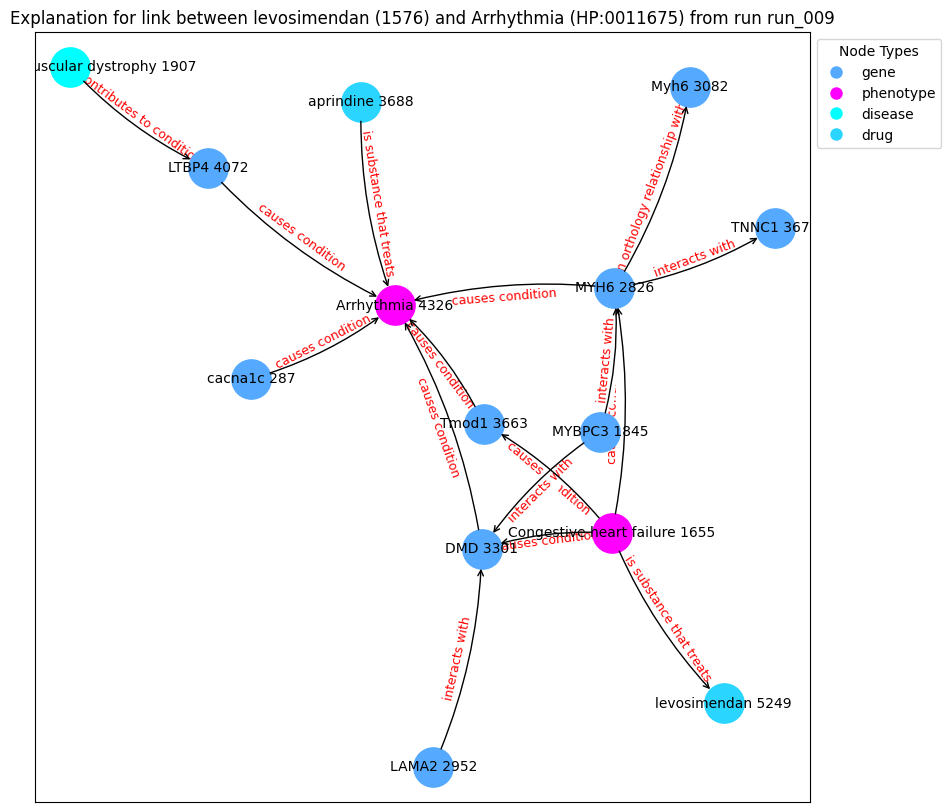 Explanation for link between levosimendan (1576) and Arrhythmia (HP:0011675) from run run_009
Node Types
gene
phenotype
disease
drug
dystrophy 1907
contributes to condition
LTBP4 4072
aprindine 3688
is substance that treats
Myh6 3082
orthology relationship with
TNNC1 367
interacts with
MYH6 2826
causes condition
causes condition
Arrhythmia 4326
causes condition
cacna1c 287
causes condition
Tmod1 3663
interacts with
MYBPC3 1845
causes condition
causes
interacts with
Congestive heart failure 1655
causes condition
DMD 3301
is substance that treats
interacts with
levosimendan 5249
LAMA2 2952